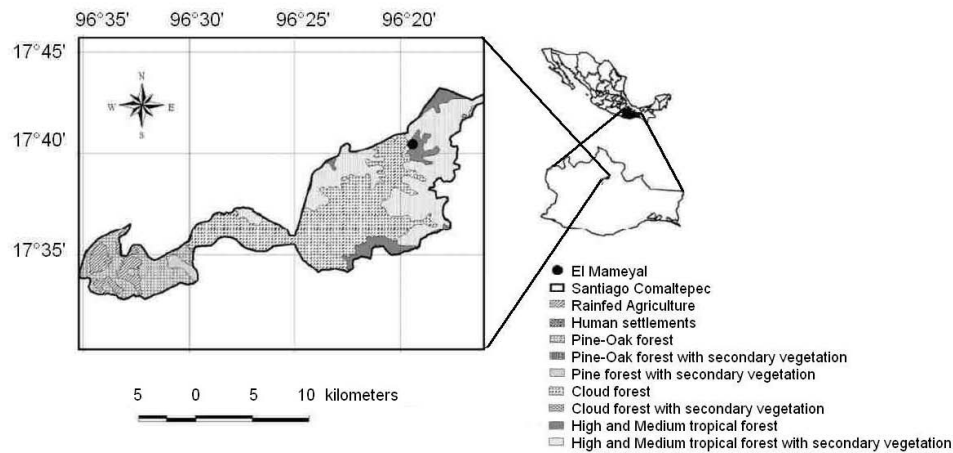 96°35' 96°30' 96°25' 96°20'
17°45'
17°40'
17°35'
N
W E
S
5 0 5 10 kilometers
El Mameyal
Santiago Comaltepec
Rainfed Agriculture
Human settlements
Pine-Oak forest
Pine-Oak forest with secondary vegetation
Pine forest with secondary vegetation
Cloud forest
Cloud forest with secondary vegetation
High and Medium tropical forest
High and Medium tropical forest with secondary vegetation